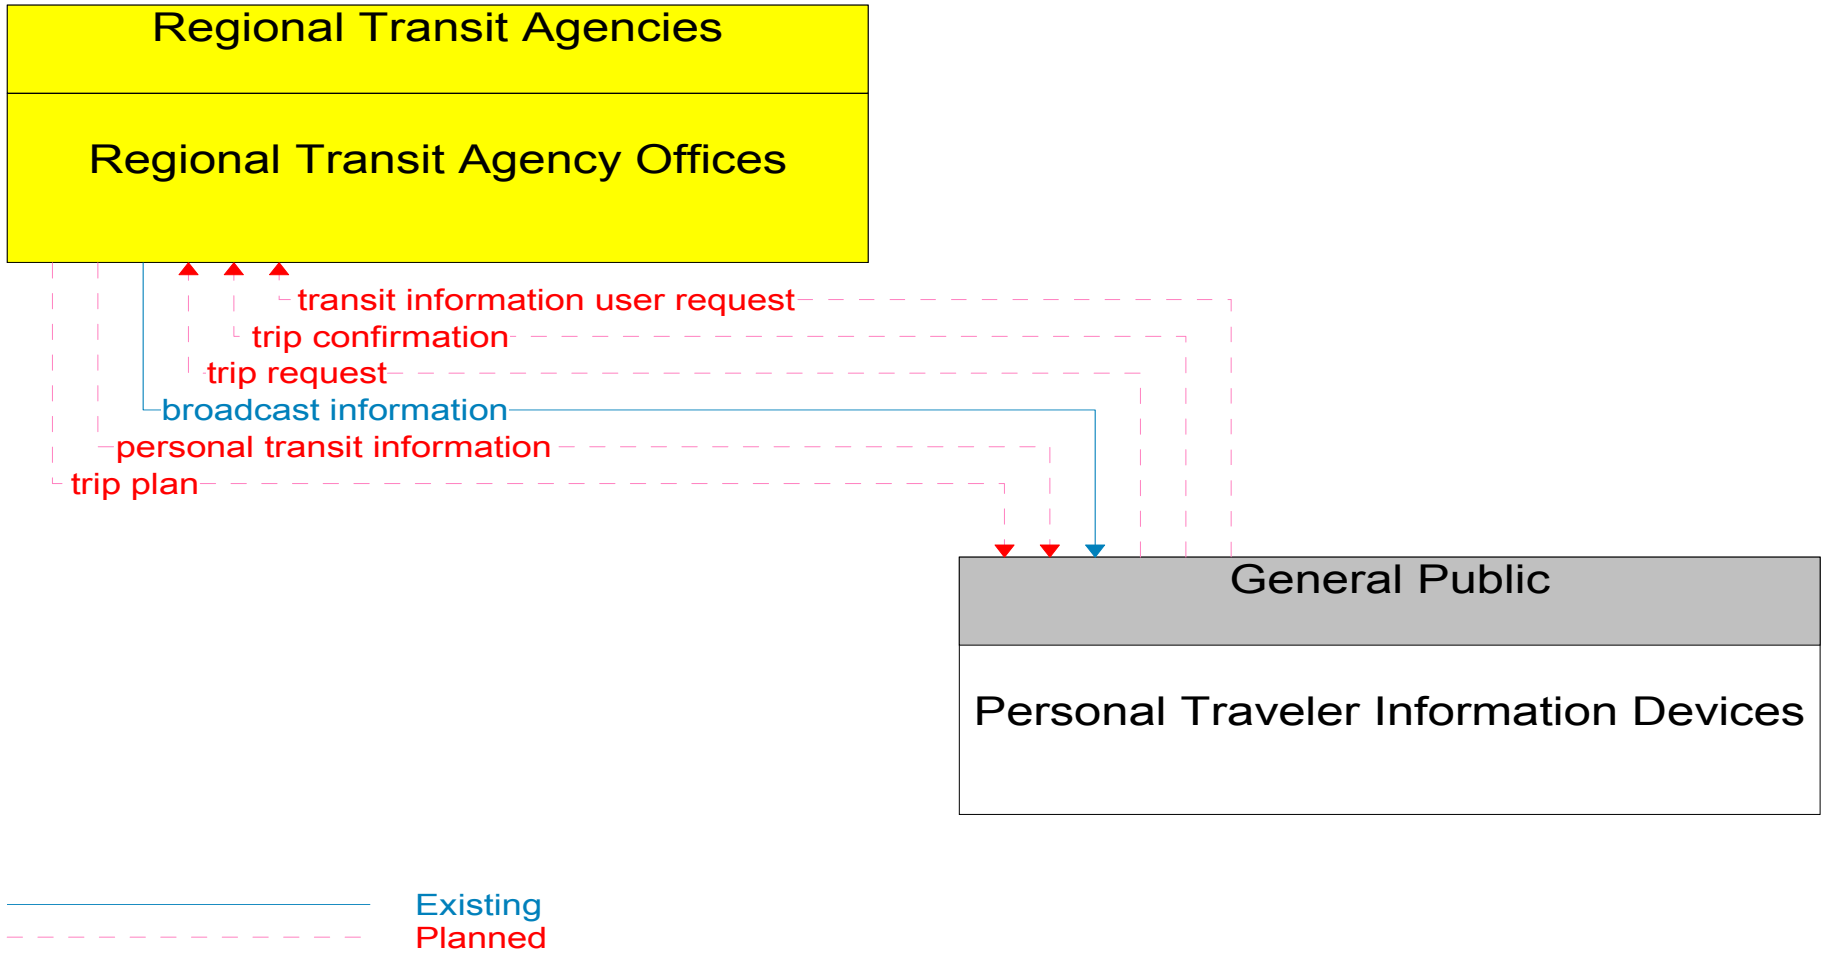 Regional Transit Agencies
Regional Transit Agency Offices
transit information user request
trip confirmation
trip request
broadcast information
personal transit information
trip plan
General Public
Personal Traveler Information Devices
Existing
Planned